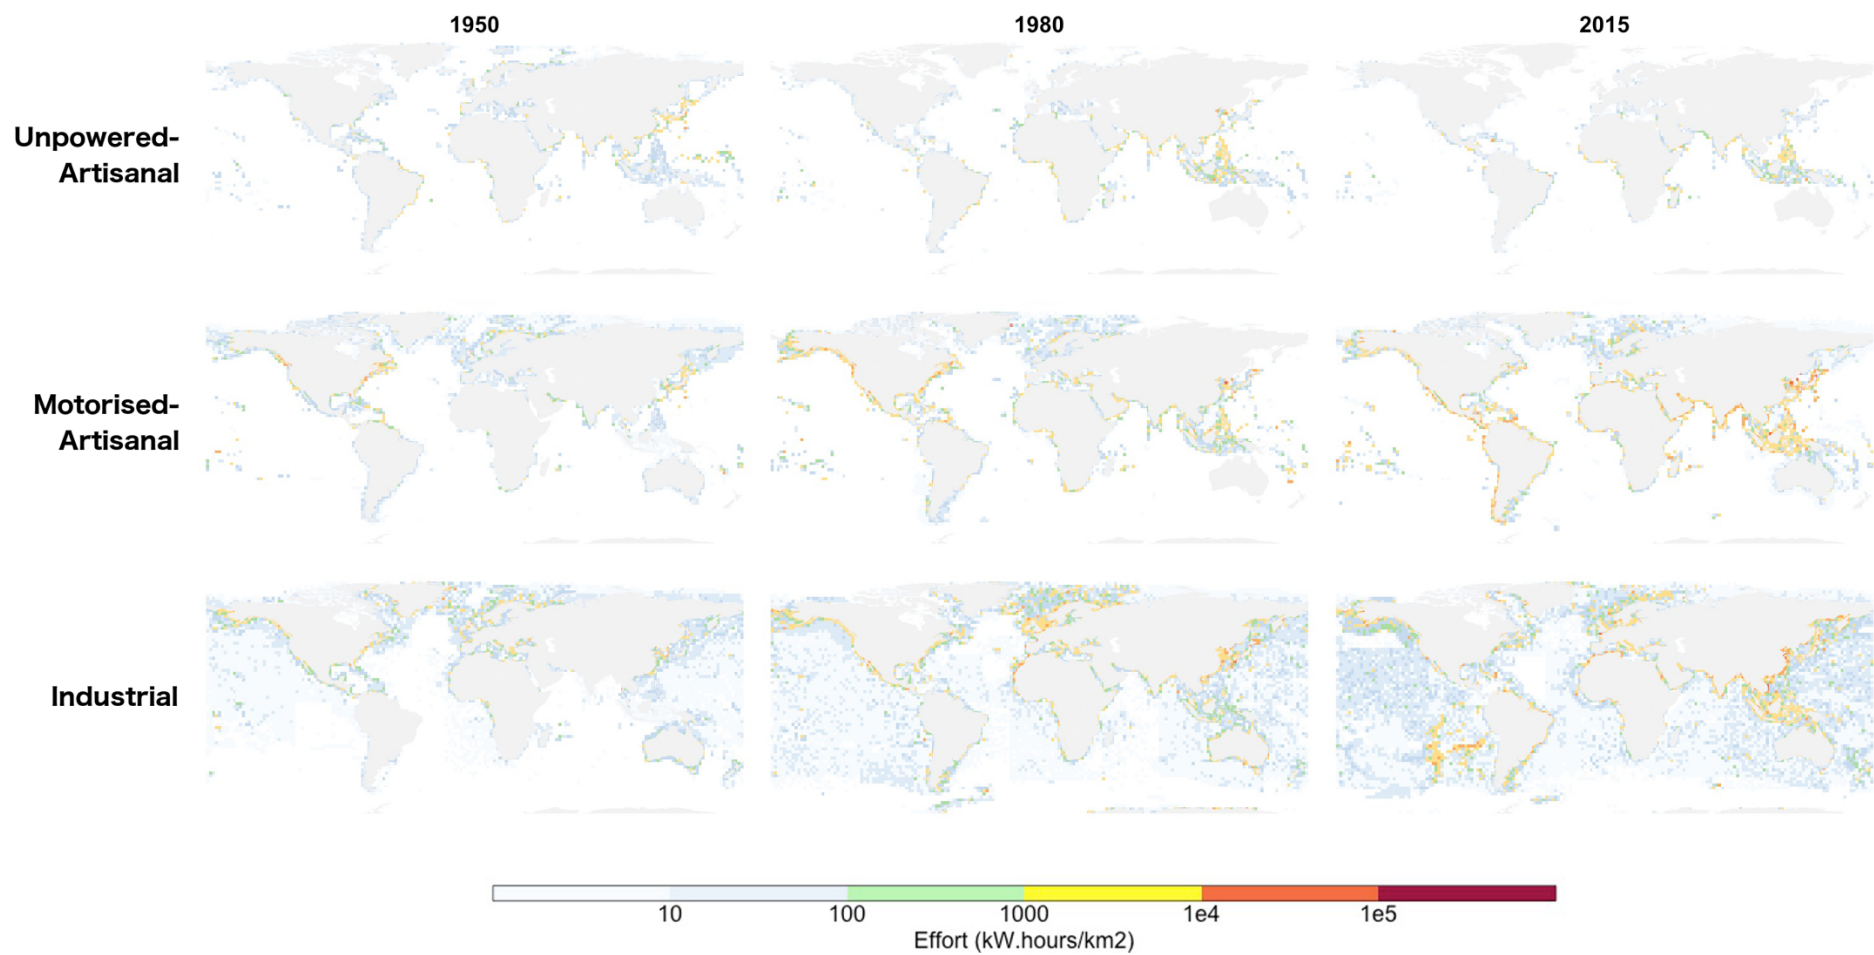 1950
1980
2015
Unpowered-
Artisanal
Motorised-
Artisanal
Industrial
10
100
1000
1e4
1e5
Effort (kW.hours/km2)